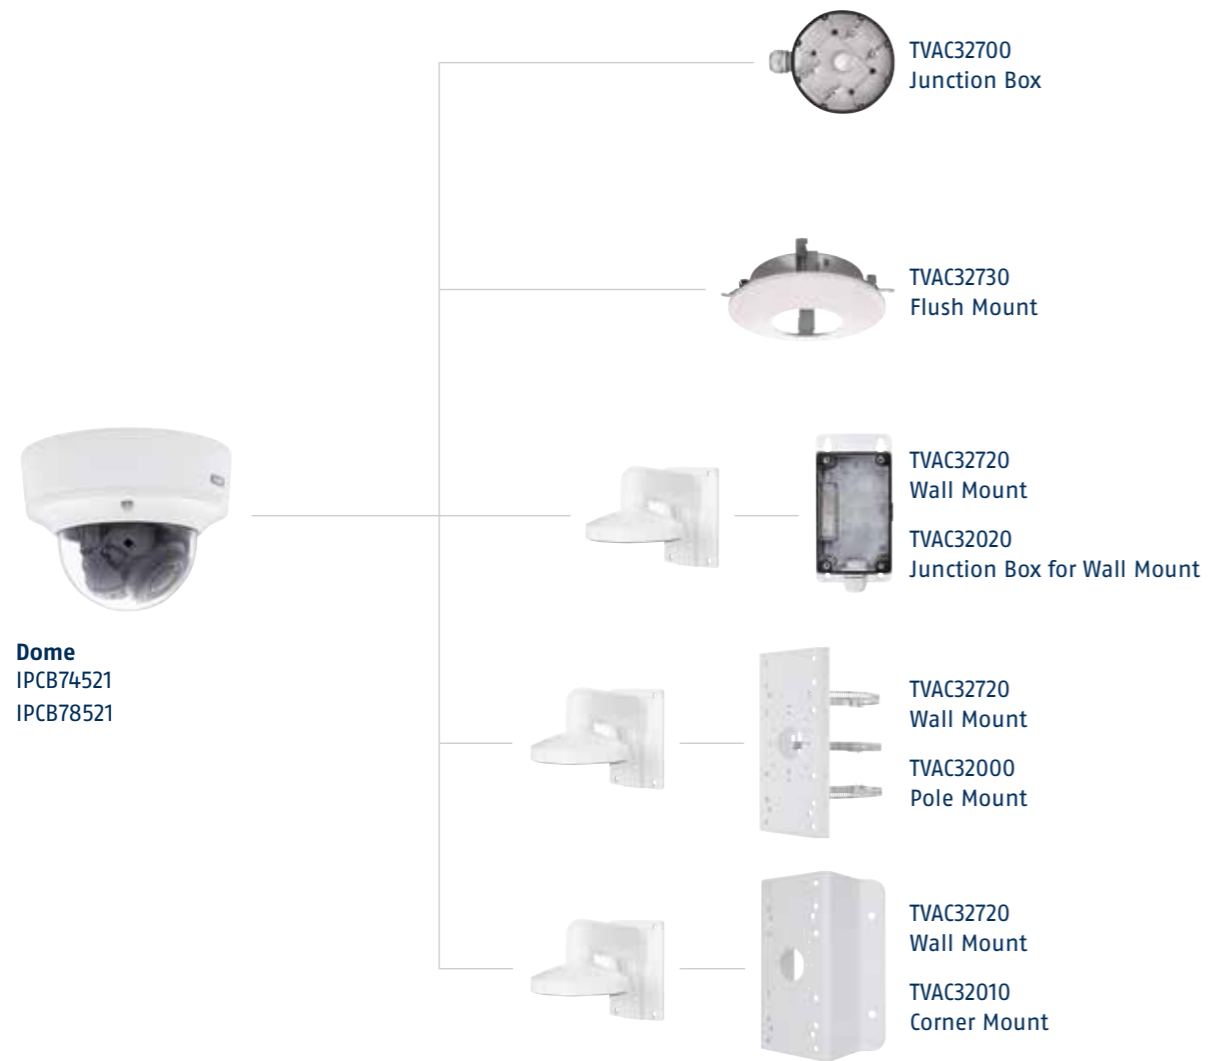 TVAC32700
Junction Box
TVAC32730
Flush Mount
TVAC32720
Wall Mount
TVAC32020
Junction Box for Wall Mount
Dome
IPCB74521
IPCB78521
TVAC32720
Wall Mount
TVAC32000
Pole Mount
TVAC32720
Wall Mount
TVAC32010
Corner Mount